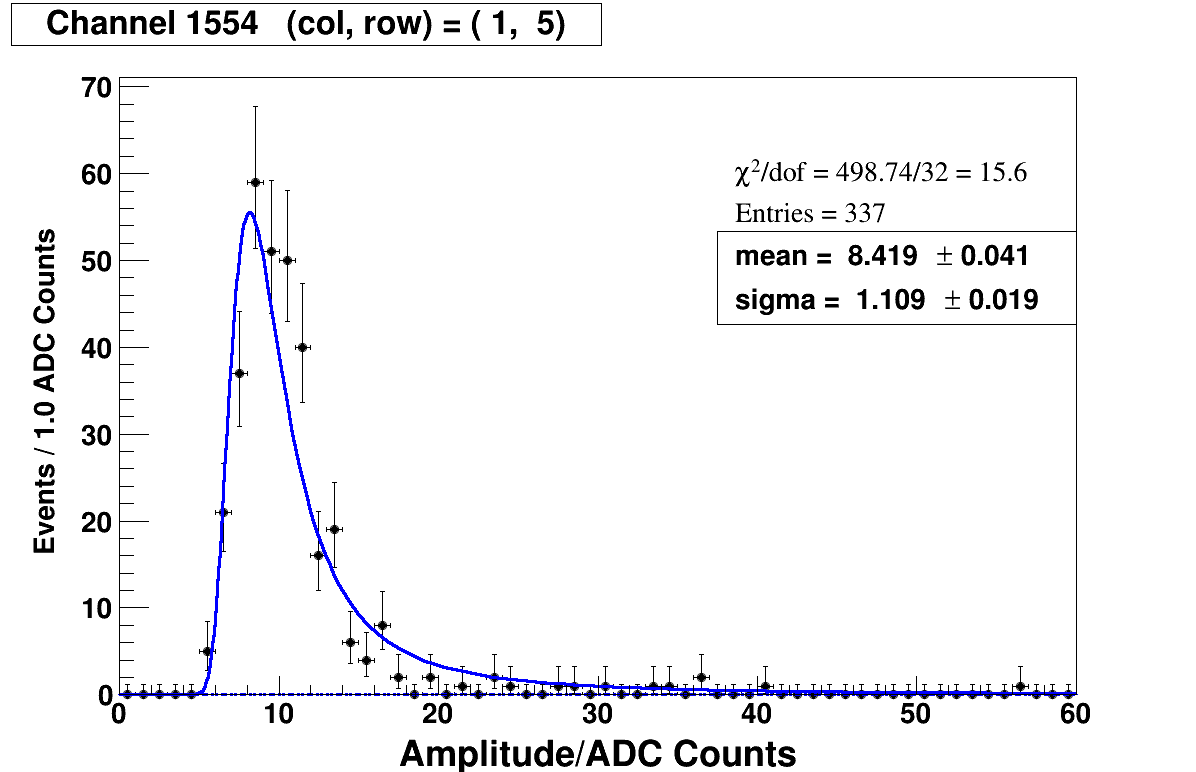 Channel 1554 (col, row) = ( 1, 5)
70
60
50
40
30
20
10
0
Events / 1.0 ADC Counts
χ²/dof = 498.74/32 = 15.6
Entries = 337
mean = 8.419 ± 0.041
sigma = 1.109 ± 0.019
0 10 20 30 40 50 60
Amplitude/ADC Counts